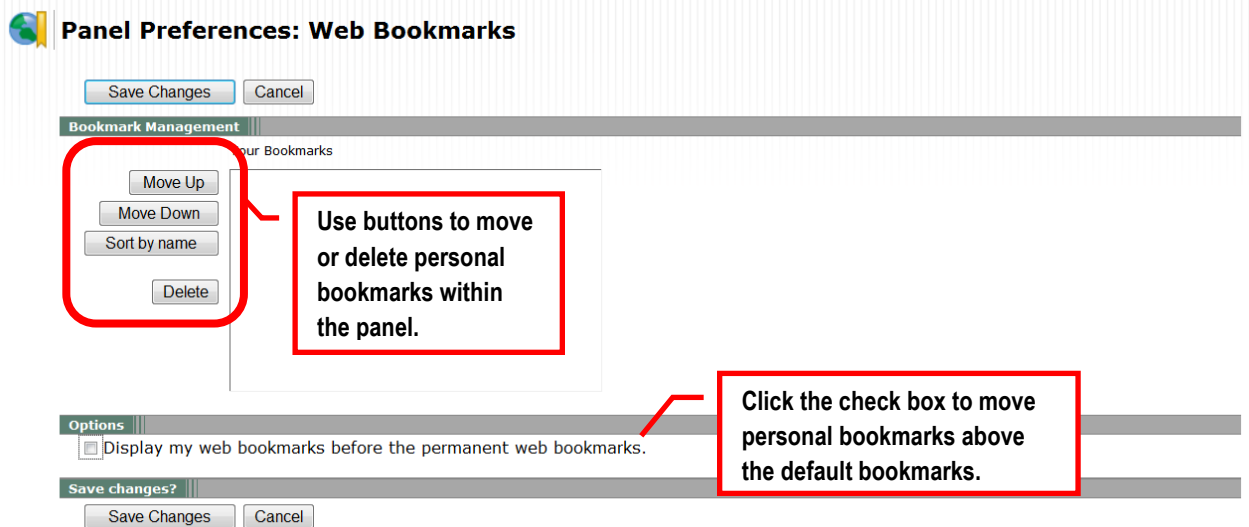 Panel Preferences: Web Bookmarks
Save Changes Cancel
Bookmark Management
Your Bookmarks
Move Up
Move Down
Sort by name
Delete
Use buttons to move
or delete personal
bookmarks within
the panel.
Click the check box to move
personal bookmarks above
the default bookmarks.
Options
Display my web bookmarks before the permanent web bookmarks.
Save changes?
Save Changes Cancel